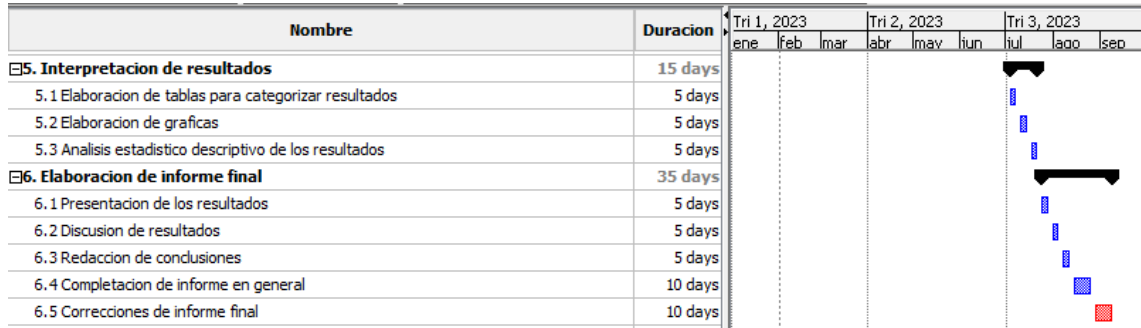 Nombre Duracion Tri 1, 2023 Tri 2, 2023 Tri 3, 2023
ene feb mar abr may jun jul ago sep
5. Interpretacion de resultados 15 days
5.1 Elaboracion de tablas para categorizar resultados 5 days
5.2 Elaboracion de graficas 5 days
5.3 Analisis estadistico descriptivo de los resultados 5 days
6. Elaboracion de informe final 35 days
6.1 Presentacion de los resultados 5 days
6.2 Discusion de resultados 5 days
6.3 Redaccion de conclusiones 5 days
6.4 Completacion de informe en general 10 days
6.5 Correcciones de informe final 10 days